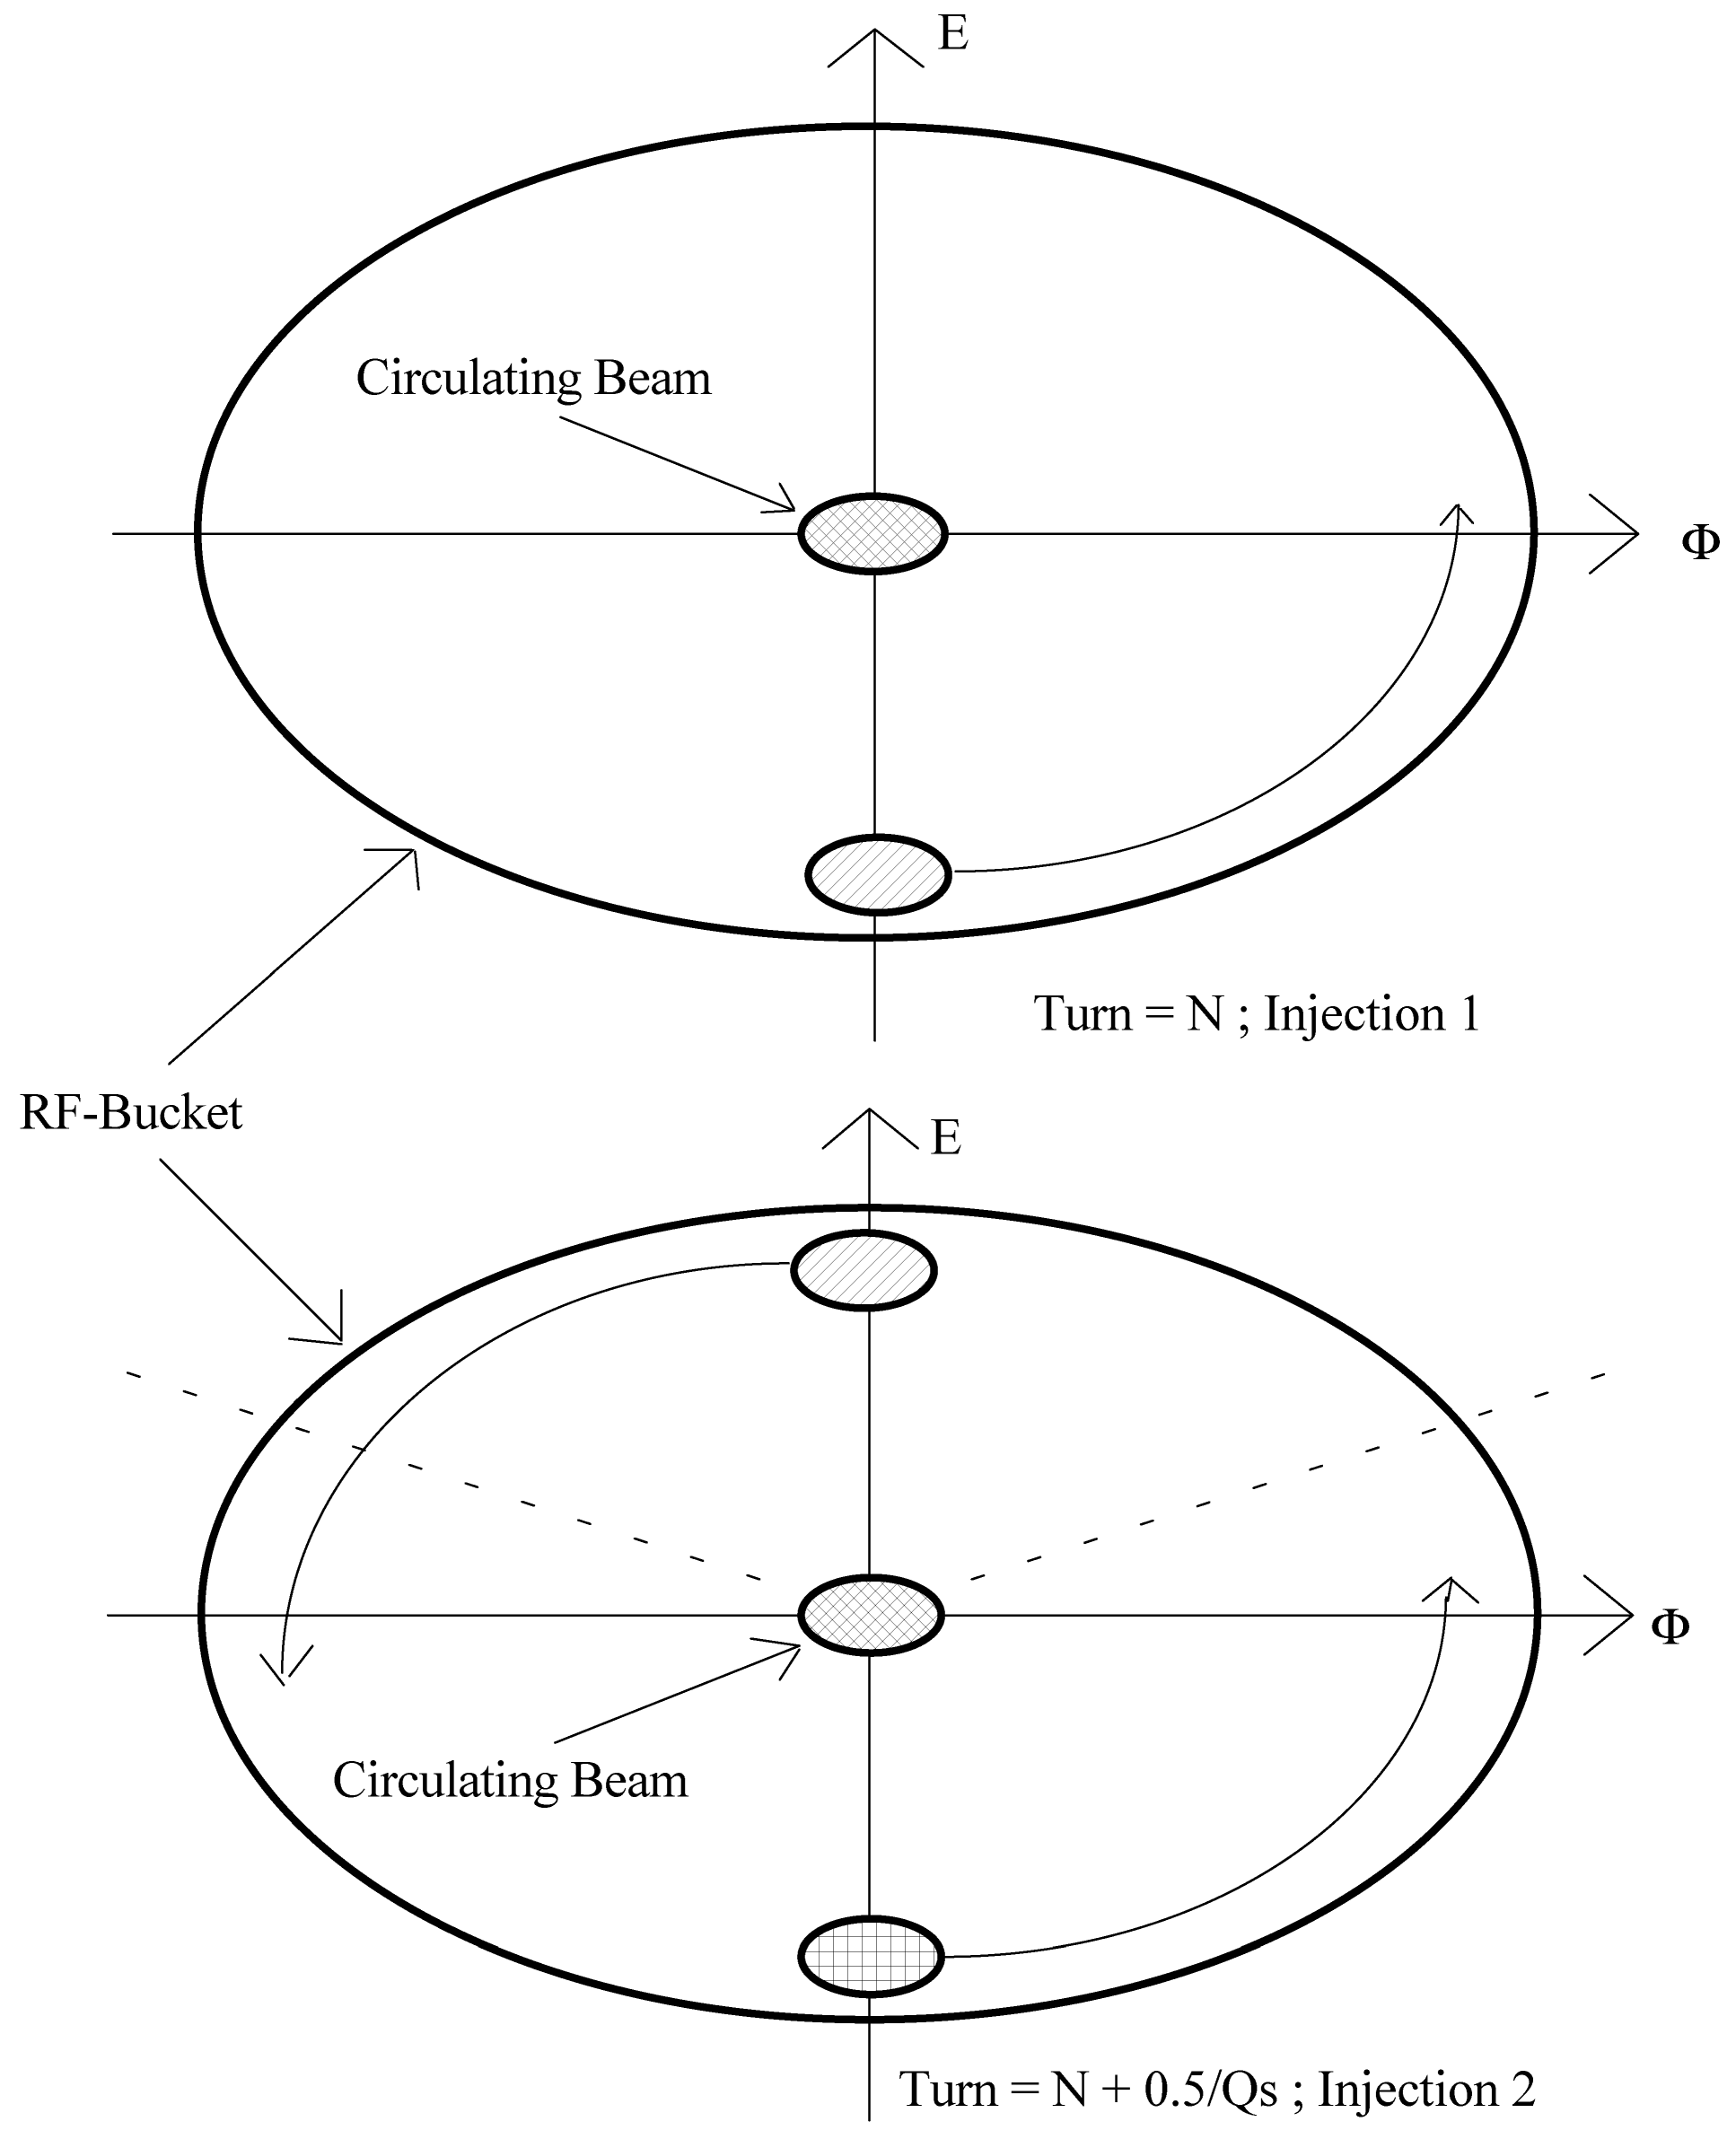 E
Circulating Beam
Φ
Turn = N ; Injection 1
RF-Bucket
E
Φ
Circulating Beam
Turn = N + 0.5/Qs ; Injection 2